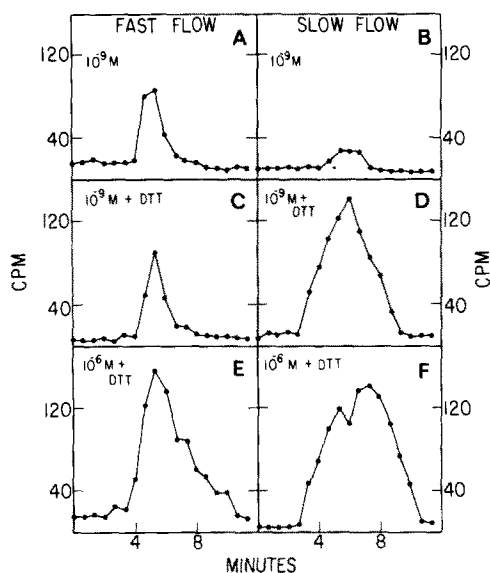 FAST FLOW
SLOW FLOW
A
B
10⁻⁹M
10⁻⁹M
120
40
120
40
C
D
10⁻⁹M + DTT
10⁻⁹M +
DTT
120
40
120
40
CPM
CPM
E
F
10⁻⁶M +
DTT
10⁻⁶M + DTT
120
40
120
40
4
8
4
8
MINUTES